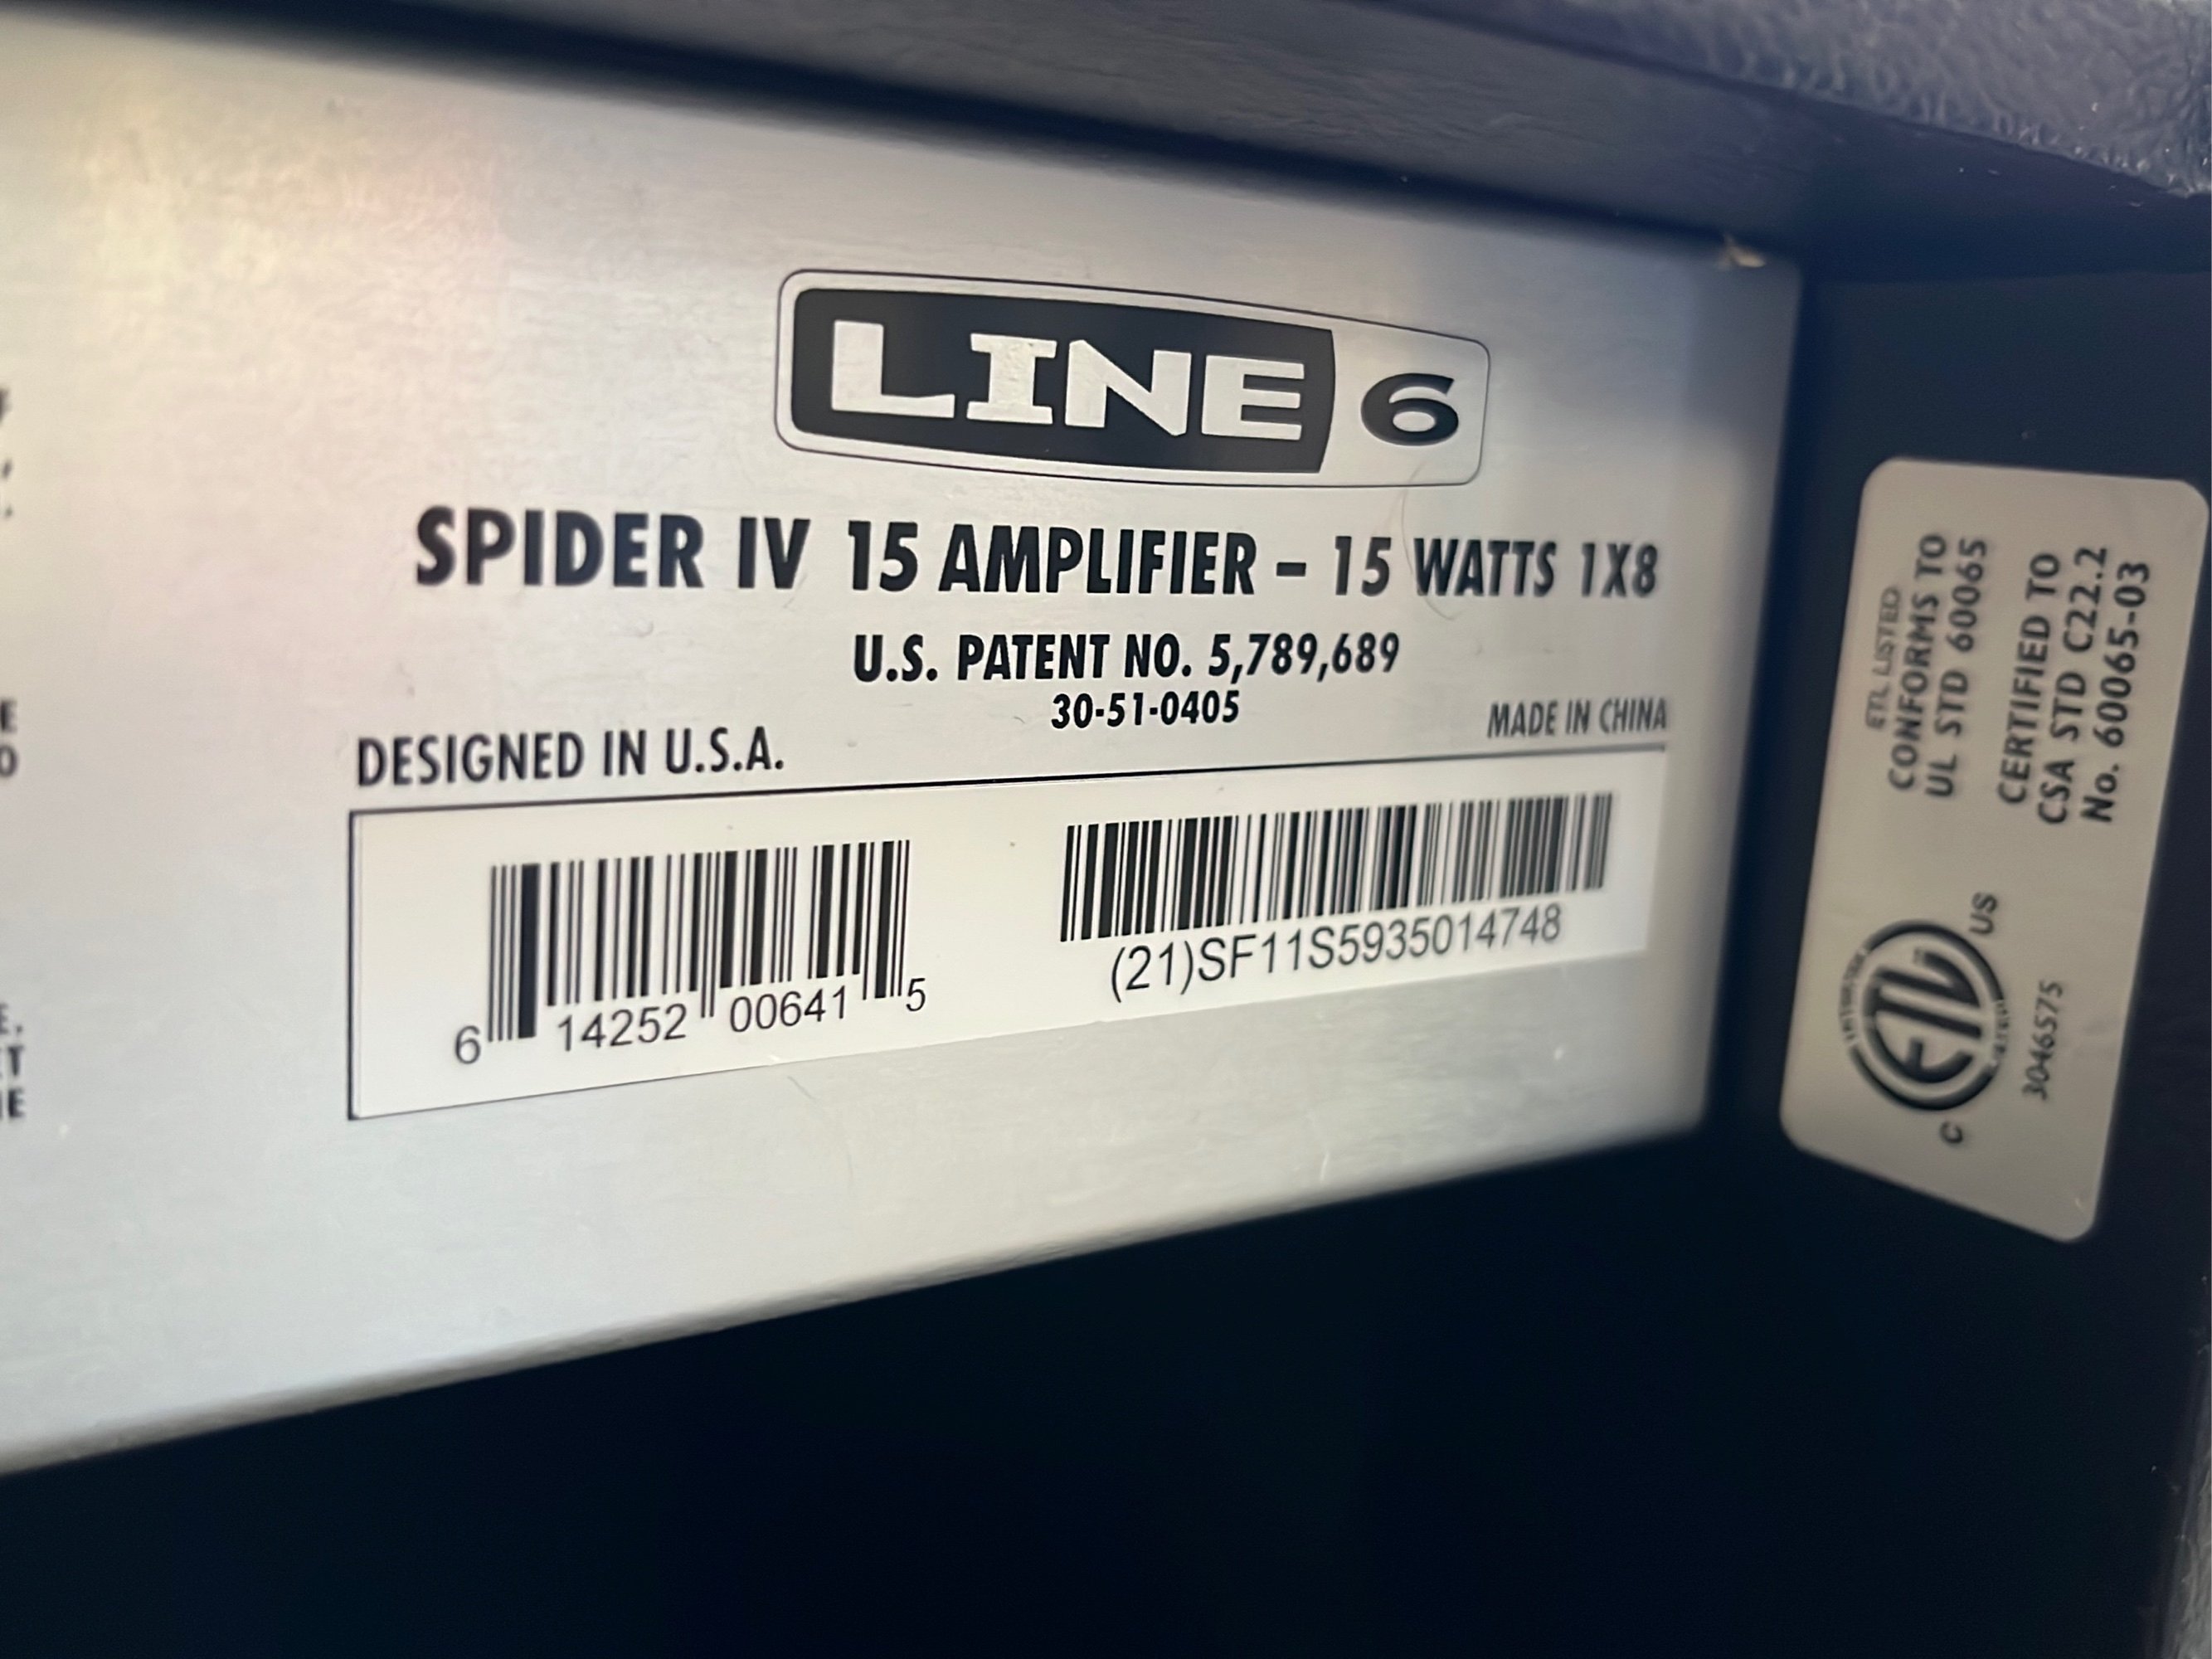 LINE 6
SPIDER IV 15 AMPLIFIER – 15 WATTS 1X8
U.S. PATENT NO. 5,789,689
30-51-0405
DESIGNED IN U.S.A.
MADE IN CHINA
6 14252 00641 5
(21)SF11S5935014748
ETL LISTED
CONFORMS TO
UL STD 60065
CERTIFIED TO
CSA STD C22.2
No. 60065-03
C ETL US
3046575